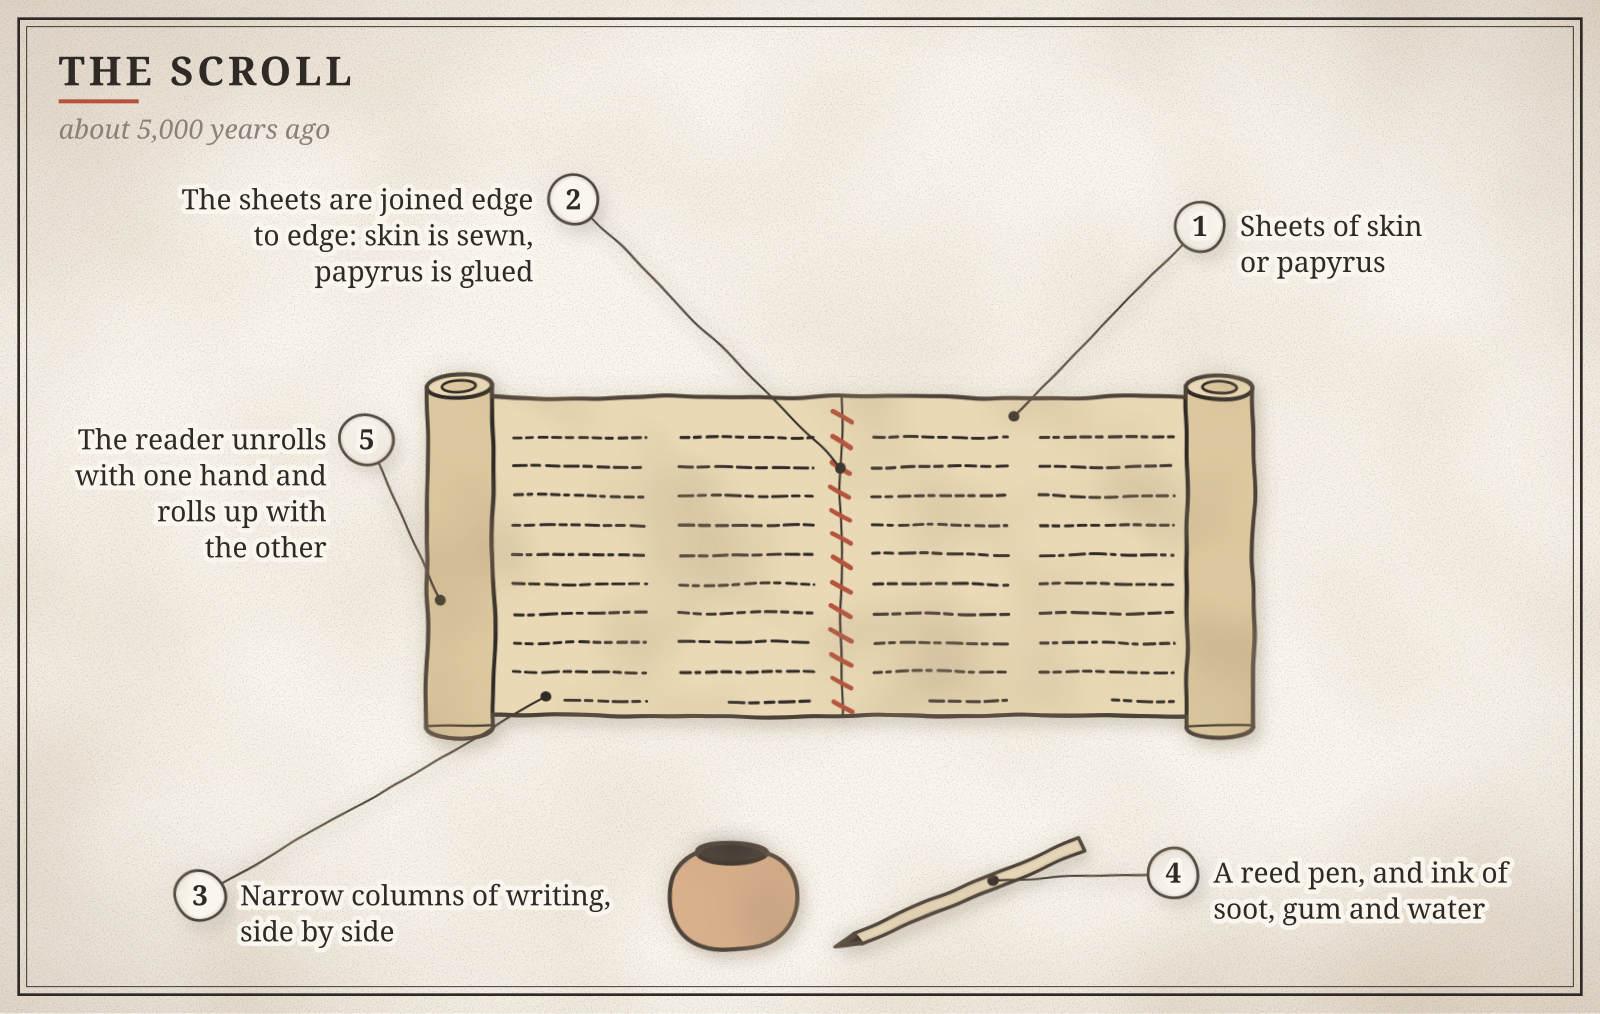 THE SCROLL
about 5,000 years ago
1
Sheets of skin
or papyrus
2
The sheets are joined edge
to edge: skin is sewn,
papyrus is glued
3
Narrow columns of writing,
side by side
4
A reed pen, and ink of
soot, gum and water
5
The reader unrolls
with one hand and
rolls up with
the other